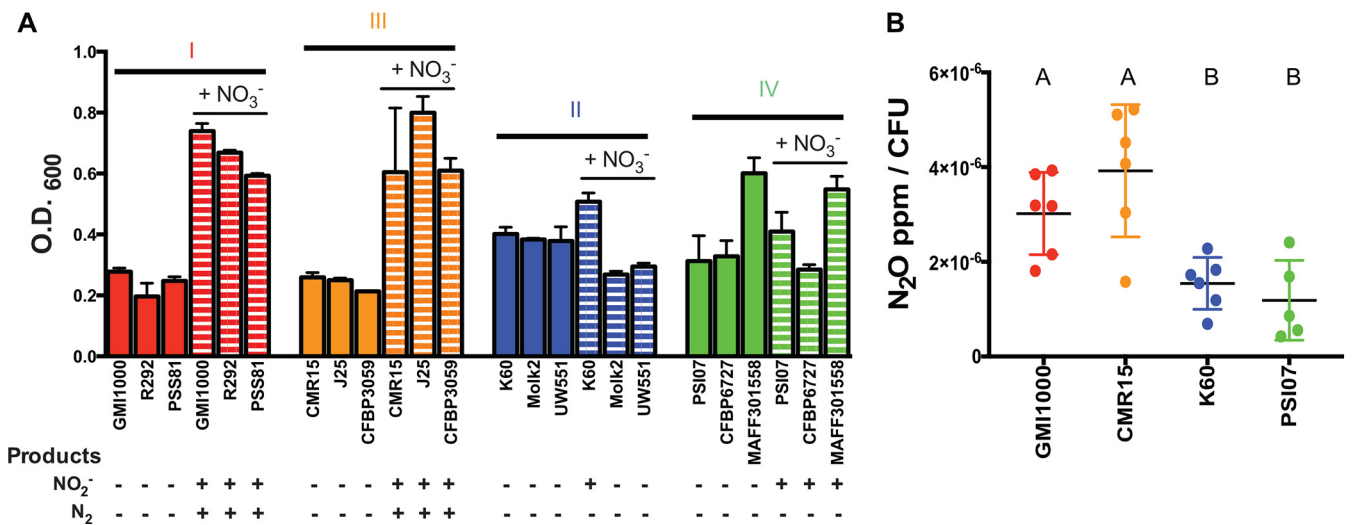 A
III
I
+ NO₃⁻
+ NO₃⁻
II
IV
+ NO₃⁻
+ NO₃⁻
O.D. 600
1.0
0.8
0.6
0.4
0.2
0.0
GMI1000 R292 PSS81 GMI1000 R292 PSS81 CMR15 J25 CFBP3059 CMR15 J25 CFBP3059 K60 Molk2 UW551 K60 Molk2 UW551 PSI07 CFBP6727 MAFF301558 PSI07 CFBP6727 MAFF301558
Products
NO₂⁻ - - - + + + - - - + + + - - - + - - - - - + + +
N₂ - - - + + + - - - + + + - - - - - - - - - - - -
B
A A B B
N₂O ppm / CFU
6×10⁻⁶
4×10⁻⁶
2×10⁻⁶
0
GMI1000 CMR15 K60 PSI07